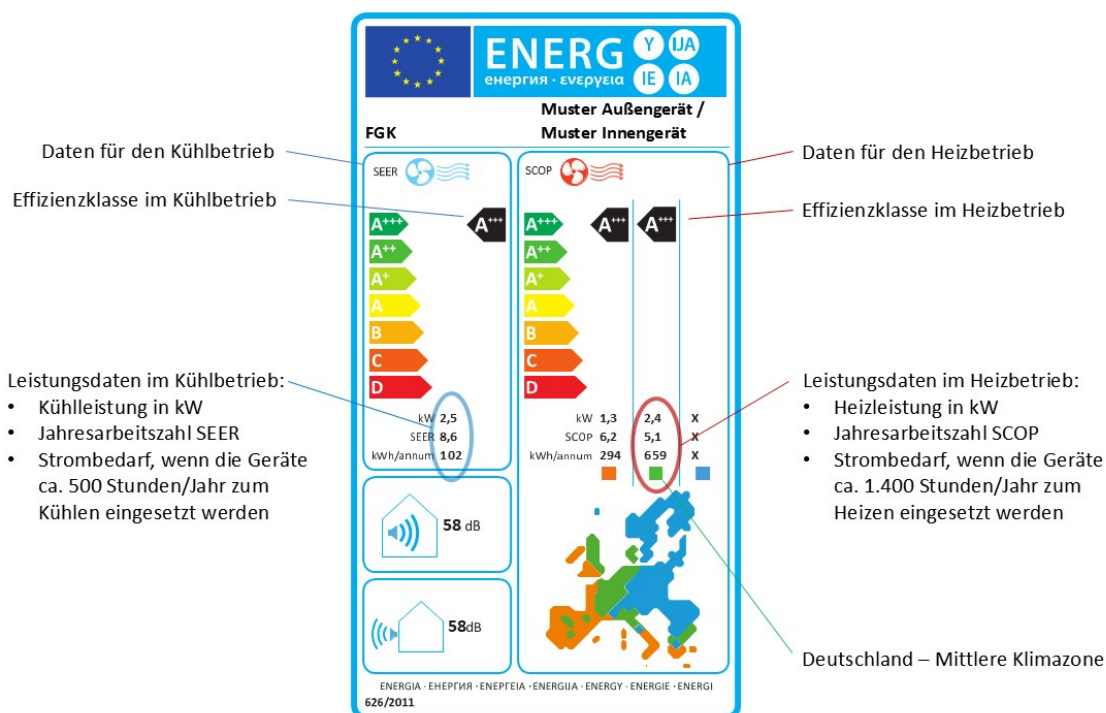 ENERG
Y IJA
IE IA
енергия · ενεργεια
Muster Außengerät /
FGK Muster Innengerät
Daten für den Kühlbetrieb
Effizienzklasse im Kühlbetrieb
Leistungsdaten im Kühlbetrieb:
• Kühlleistung in kW
• Jahresarbeitszahl SEER
• Strombedarf, wenn die Geräte
ca. 500 Stunden/Jahr zum
Kühlen eingesetzt werden
SEER
A+++ A+++
A++
A+
A
B
C
D
kW 2,5
SEER 8,6
kWh/annum 102
58 dB
58dB
SCOP
A+++ A+++ A+++
A++
A+
A
B
C
D
kW 1,3 2,4 X
SCOP 6,2 5,1 X
kWh/annum 294 659 X
Daten für den Heizbetrieb
Effizienzklasse im Heizbetrieb
Leistungsdaten im Heizbetrieb:
• Heizleistung in kW
• Jahresarbeitszahl SCOP
• Strombedarf, wenn die Geräte
ca. 1.400 Stunden/Jahr zum
Heizen eingesetzt werden
Deutschland – Mittlere Klimazone
ENERGIA · ЕНЕРГИЯ · ΕΝΕΡΓΕΙΑ · ENERGIJA · ENERGY · ENERGIE · ENERGI
626/2011